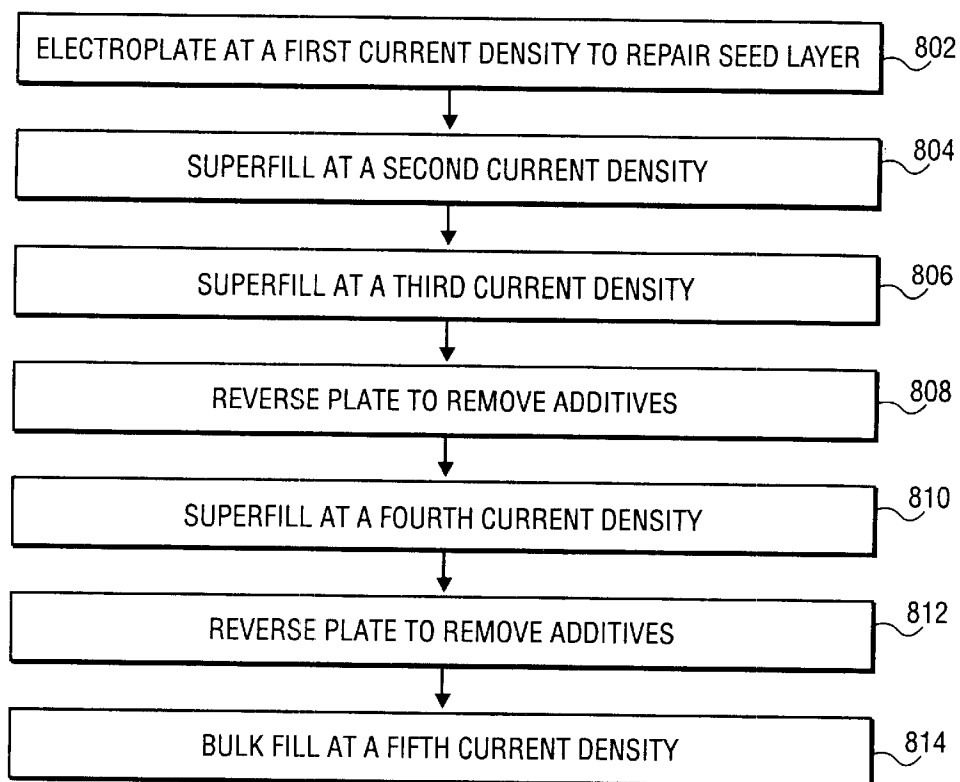 ELECTROPLATE AT A FIRST CURRENT DENSITY TO REPAIR SEED LAYER 802
SUPERFILL AT A SECOND CURRENT DENSITY 804
SUPERFILL AT A THIRD CURRENT DENSITY 806
REVERSE PLATE TO REMOVE ADDITIVES 808
SUPERFILL AT A FOURTH CURRENT DENSITY 810
REVERSE PLATE TO REMOVE ADDITIVES 812
BULK FILL AT A FIFTH CURRENT DENSITY 814